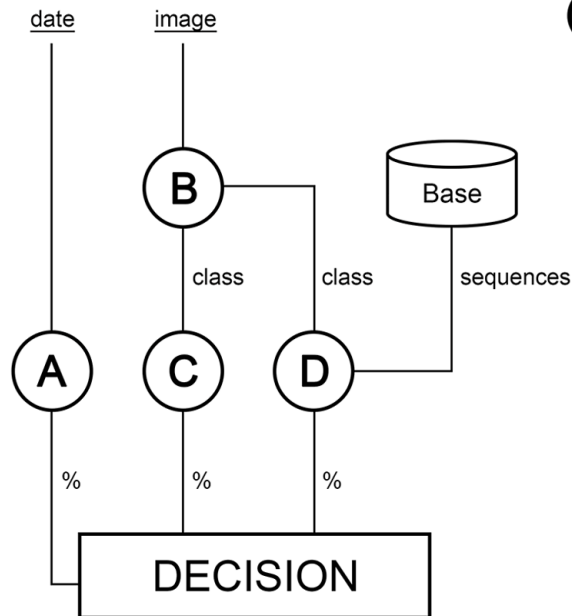 date
image
B
Base
class
class
sequences
A
C
D
%
%
%
DECISION